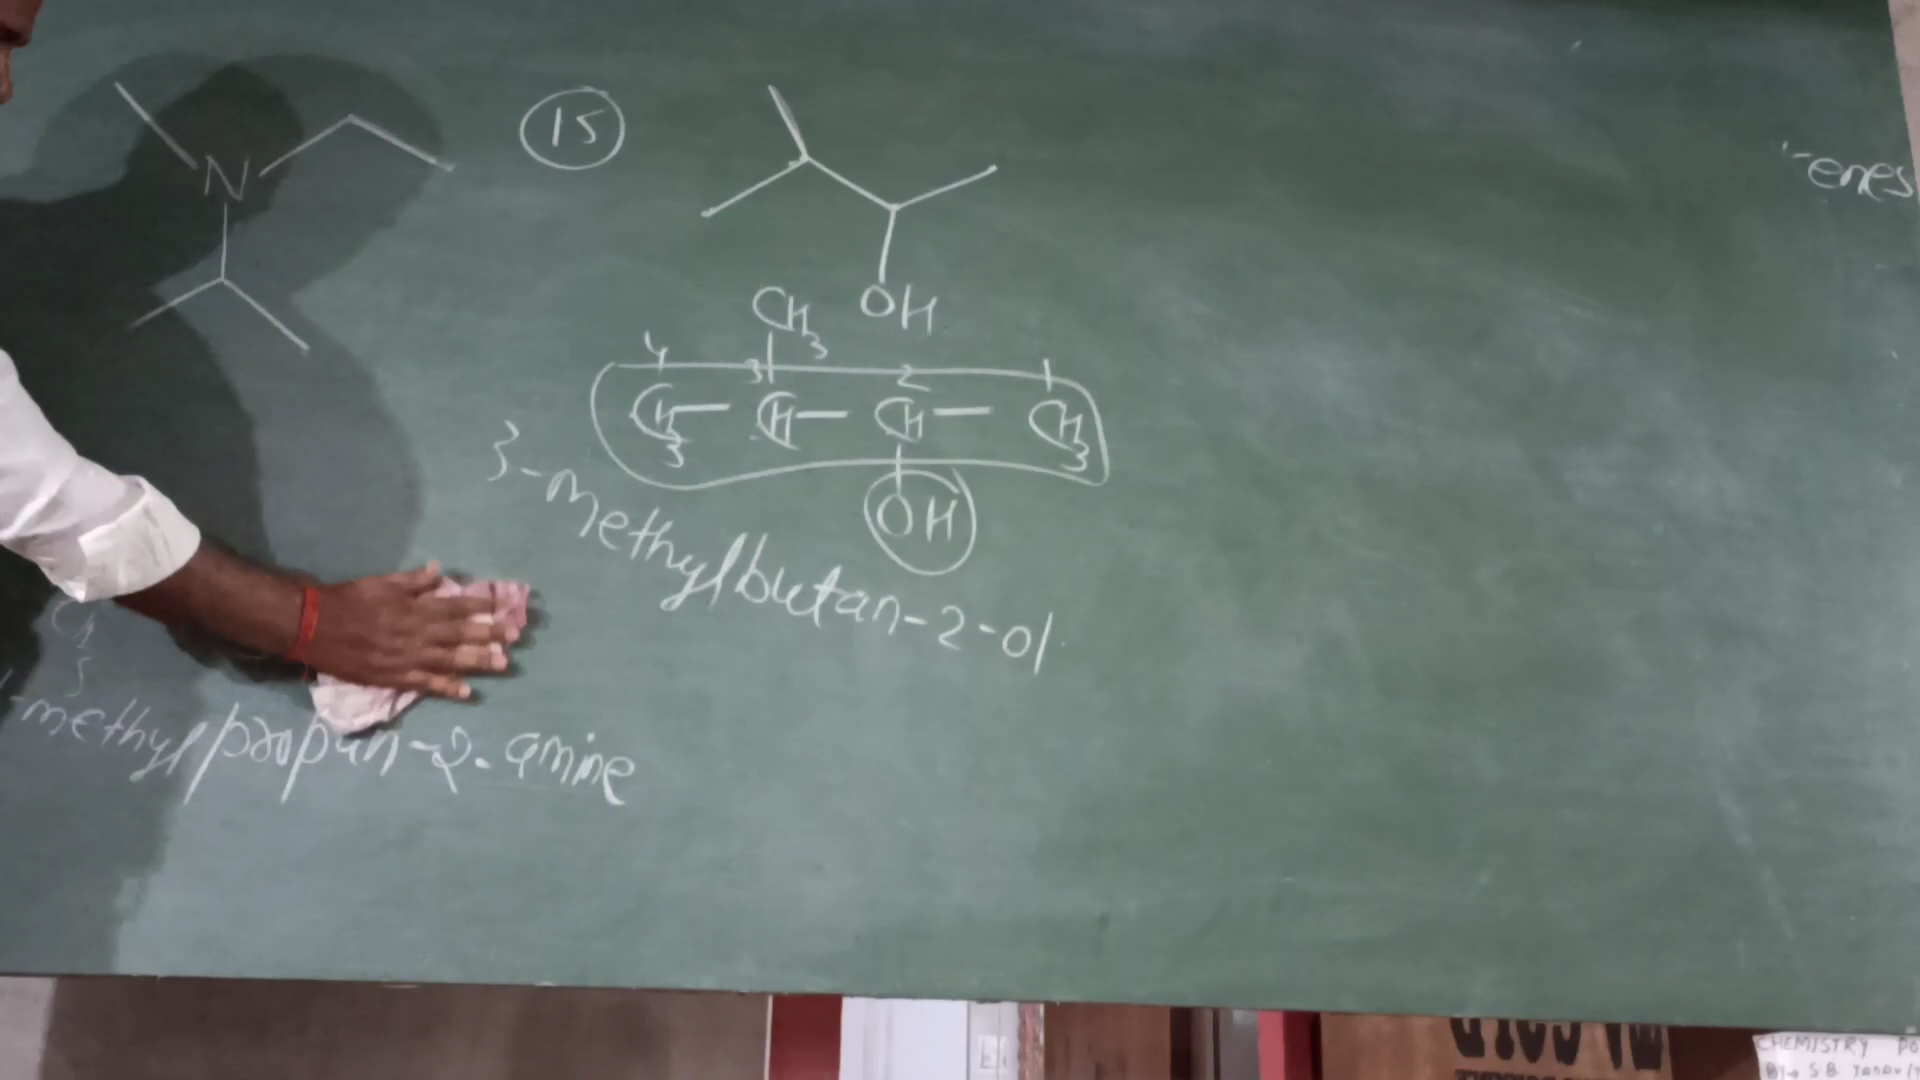 N
15
OH
-enes
CH3
4 3 2 1
CH3 — CH — CH — CH3
OH
3-methylbutan-2-ol
methylpropan-2-amine
CHEMISTRY
BY→ S.B.